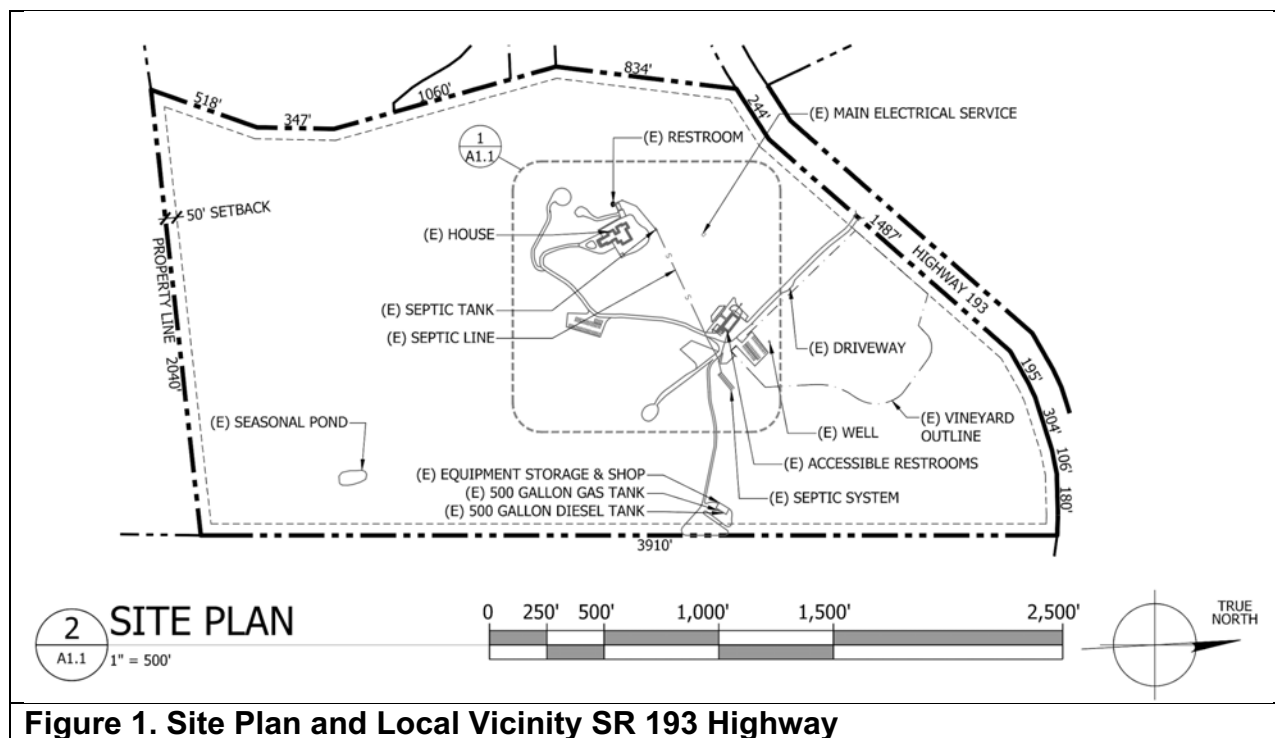 834'
1060'
518'
347'
244'
1
A1.1
(E) RESTROOM
(E) MAIN ELECTRICAL SERVICE
50' SETBACK
(E) HOUSE
1487'
HIGHWAY 193
PROPERTY LINE 2040'
S
S
(E) SEPTIC TANK
(E) SEPTIC LINE
(E) DRIVEWAY
195'
304'
106'
180'
(E) SEASONAL POND
(E) VINEYARD
OUTLINE
(E) WELL
(E) ACCESSIBLE RESTROOMS
(E) EQUIPMENT STORAGE & SHOP
(E) 500 GALLON GAS TANK
(E) 500 GALLON DIESEL TANK
(E) SEPTIC SYSTEM
3910'
2
A1.1
SITE PLAN
1" = 500'
0 250' 500' 1,000' 1,500' 2,500'
TRUE
NORTH
Figure 1. Site Plan and Local Vicinity SR 193 Highway